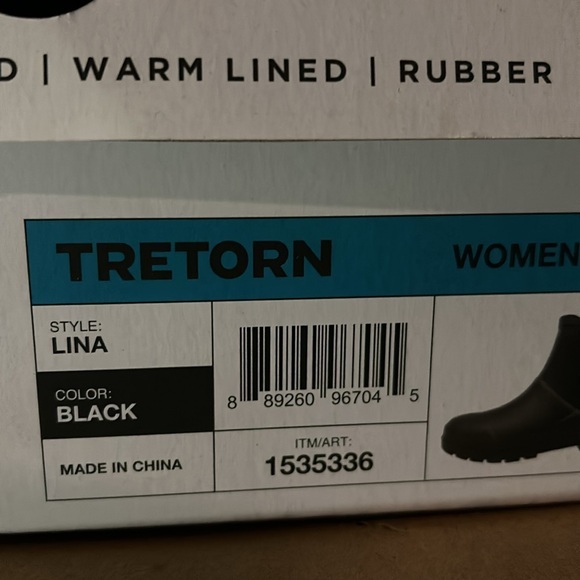 D | WARM LINED | RUBBER
TRETORN WOMEN
STYLE:
LINA
COLOR:
BLACK
MADE IN CHINA
8 89260 96704 5
ITM/ART:
1535336